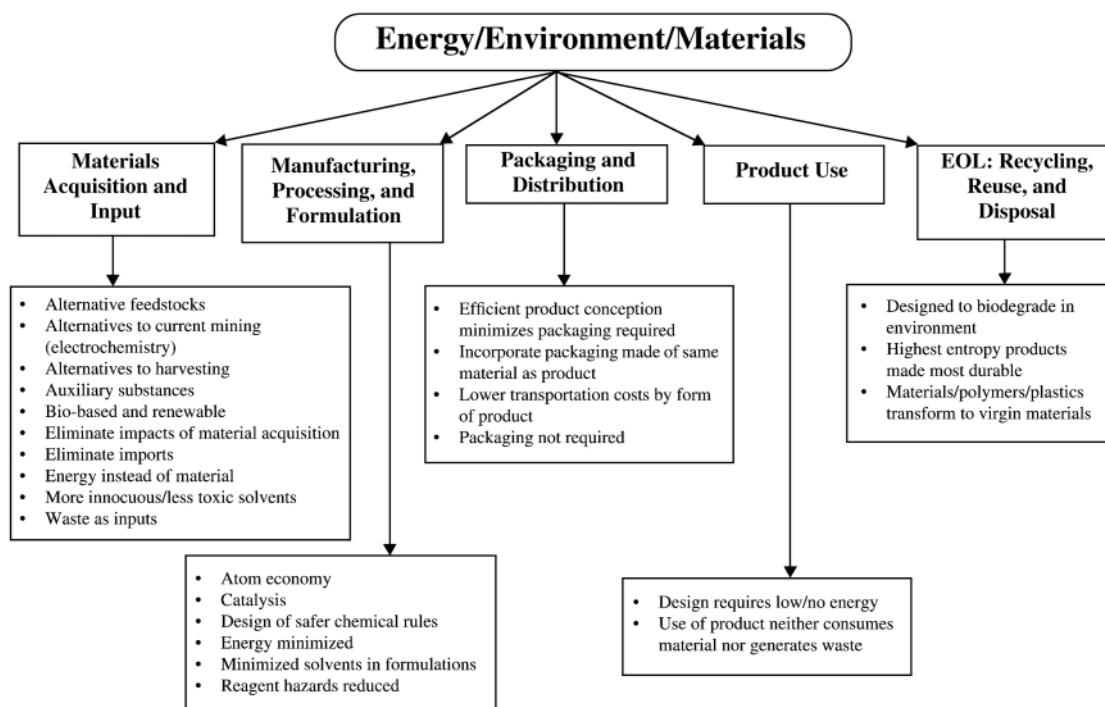 Energy/Environment/Materials
Materials
Acquisition and
Input
Manufacturing,
Processing, and
Formulation
Packaging and
Distribution
Product Use
EOL: Recycling,
Reuse, and
Disposal
• Alternative feedstocks
• Alternatives to current mining
(electrochemistry)
• Alternatives to harvesting
• Auxiliary substances
• Bio-based and renewable
• Eliminate impacts of material acquisition
• Eliminate imports
• Energy instead of material
• More innocuous/less toxic solvents
• Waste as inputs
• Efficient product conception
minimizes packaging required
• Incorporate packaging made of same
material as product
• Lower transportation costs by form
of product
• Packaging not required
• Designed to biodegrade in
environment
• Highest entropy products
made most durable
• Materials/polymers/plastics
transform to virgin materials
• Atom economy
• Catalysis
• Design of safer chemical rules
• Energy minimized
• Minimized solvents in formulations
• Reagent hazards reduced
• Design requires low/no energy
• Use of product neither consumes
material nor generates waste